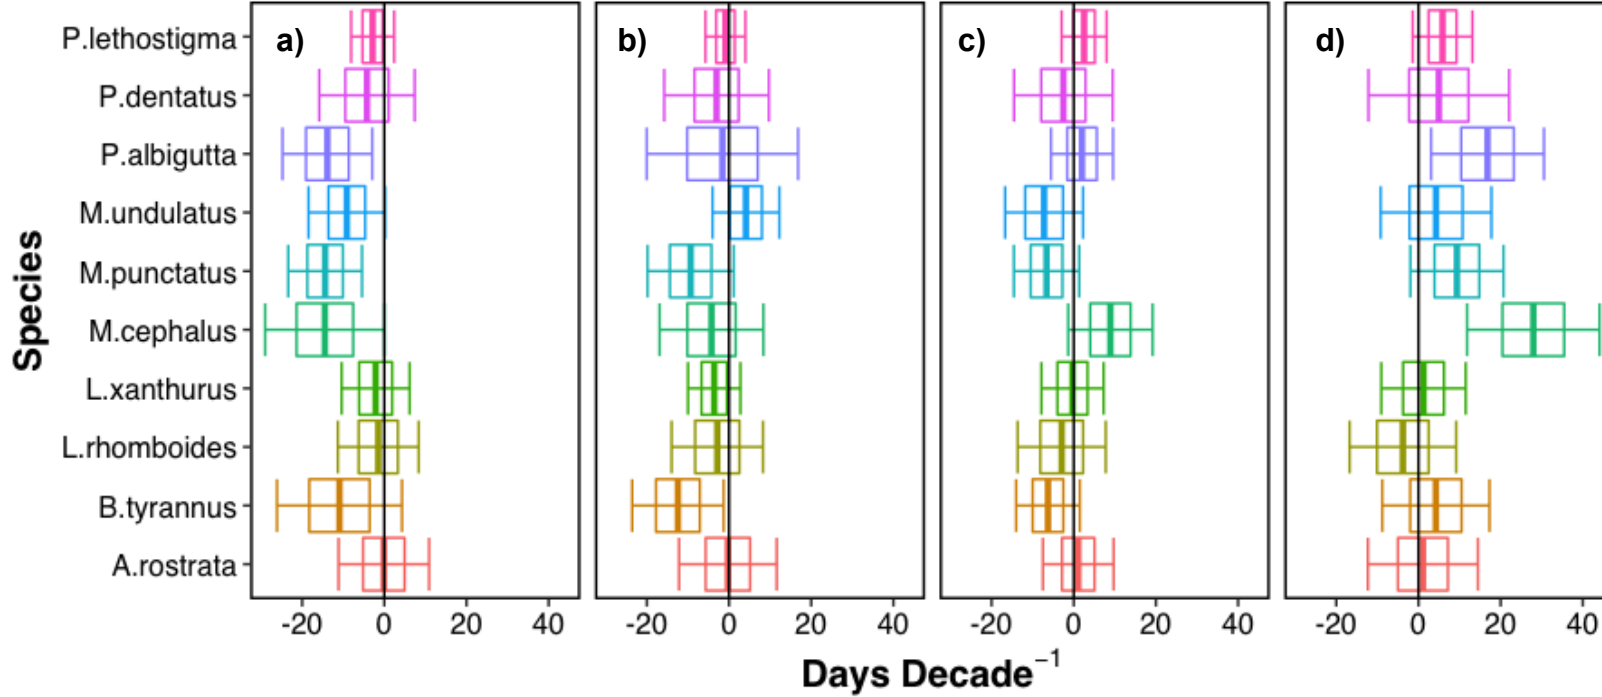 a) b) c) d)
P.lethostigma
P.dentatus
P.albigutta
M.undulatus
M.punctatus
M.cephalus
L.xanthurus
L.rhomboides
B.tyrannus
A.rostrata
Species
-20 0 20 40 -20 0 20 40 -20 0 20 40 -20 0 20 40
Days Decade⁻¹